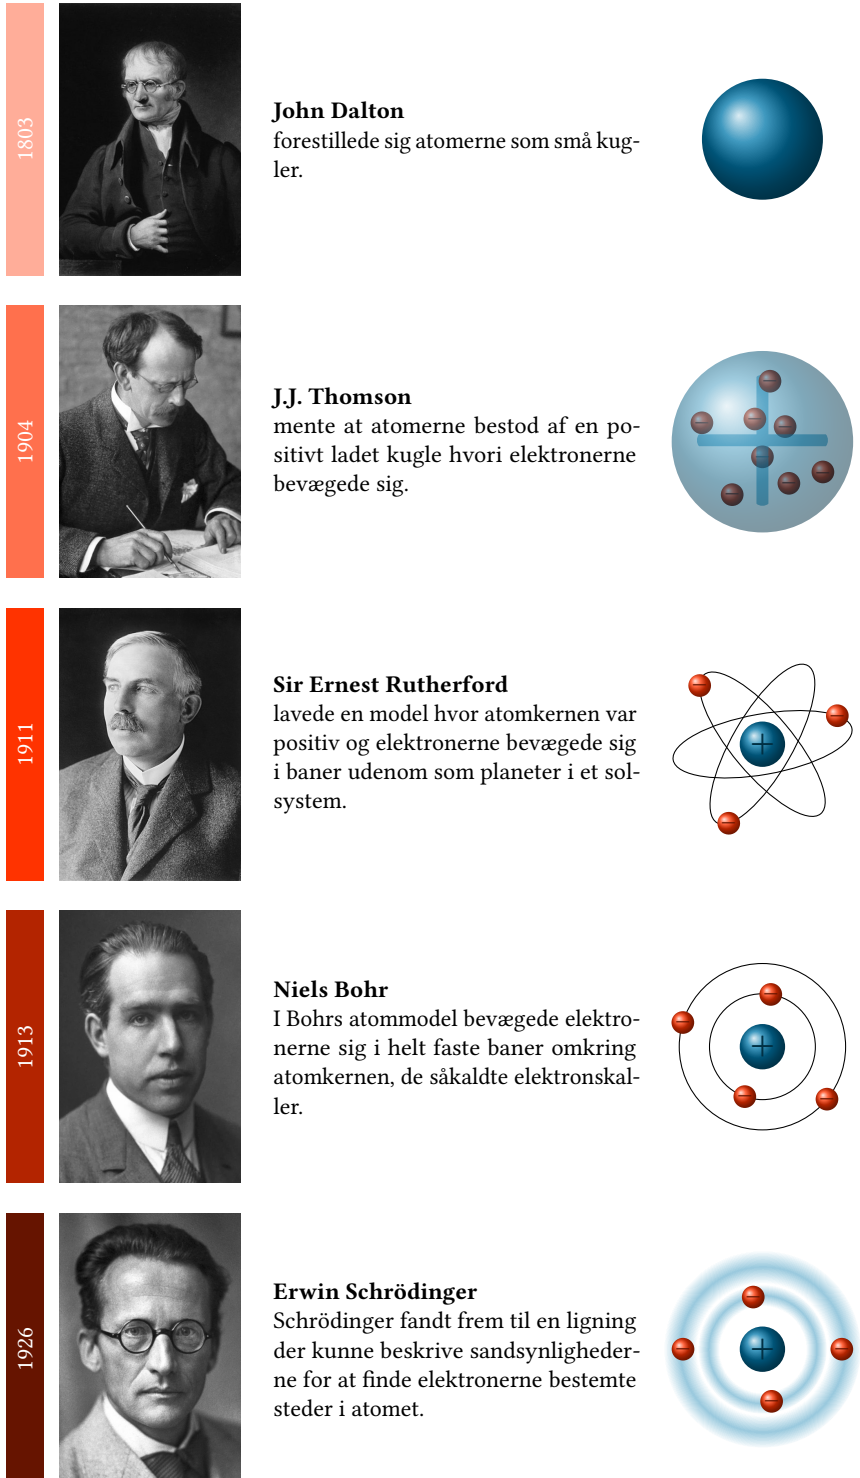 1803
John Dalton
forestillede sig atomerne som små kug-
ler.
1904
J.J. Thomson
mente at atomerne bestod af en po-
sitivt ladet kugle hvori elektronerne
bevægede sig.
1911
Sir Ernest Rutherford
lavede en model hvor atomkernen var
positiv og elektronerne bevægede sig
i baner udenom som planeter i et sol-
system.
1913
Niels Bohr
I Bohrs atommodel bevægede elektro-
nerne sig i helt faste baner omkring
atomkernen, de såkaldte elektronskal-
ler.
1926
Erwin Schrödinger
Schrödinger fandt frem til en ligning
der kunne beskrive sandsynligheder-
ne for at finde elektronerne bestemte
steder i atomet.